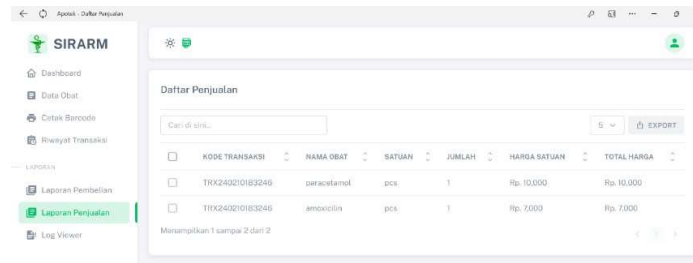 Apotek - Daftar Penjualan
SIRARM
Dashboard
Data Obat
Cetak Barcode
Riwayat Transaksi
LAPORAN
Laporan Pembelian
Laporan Penjualan
Log Viewer
Daftar Penjualan
Cari di sini..
5
EXPORT
KODE TRANSAKSI NAMA OBAT SATUAN JUMLAH HARGA SATUAN TOTAL HARGA
TRX240210183246 paracetamol pcs 1 Rp. 10,000 Rp. 10,000
TRX240210183246 amoxicilin pcs 1 Rp. 7,000 Rp. 7,000
Menampilkan 1 sampai 2 dari 2
1